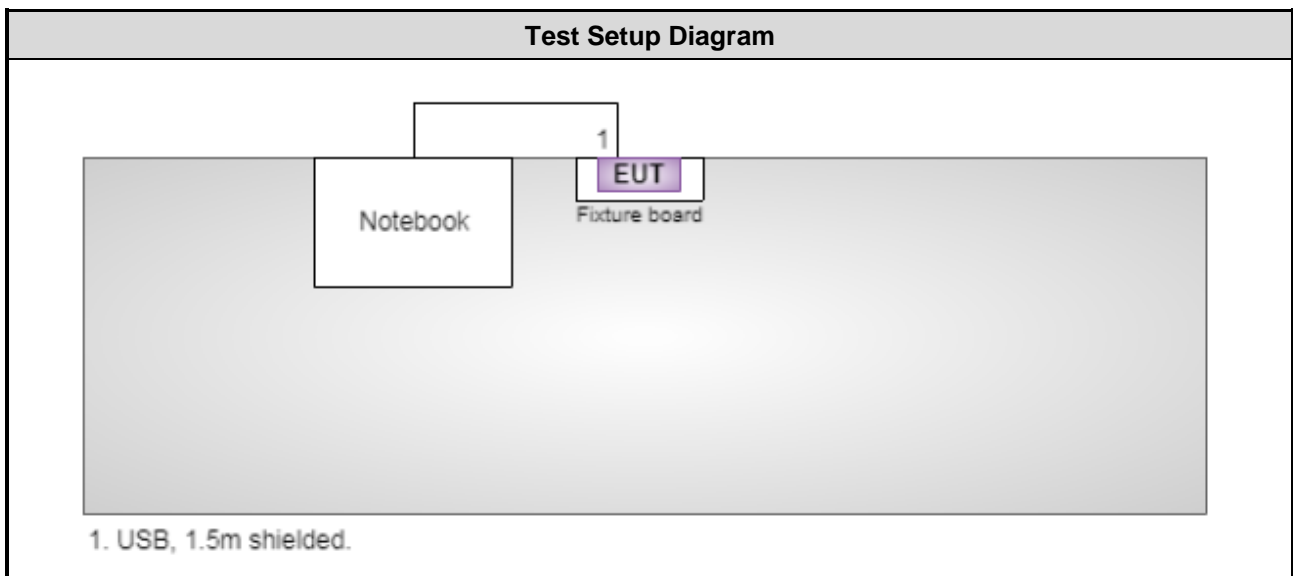 Test Setup Diagram
1
EUT
Notebook
Fixture board
1. USB, 1.5m shielded.